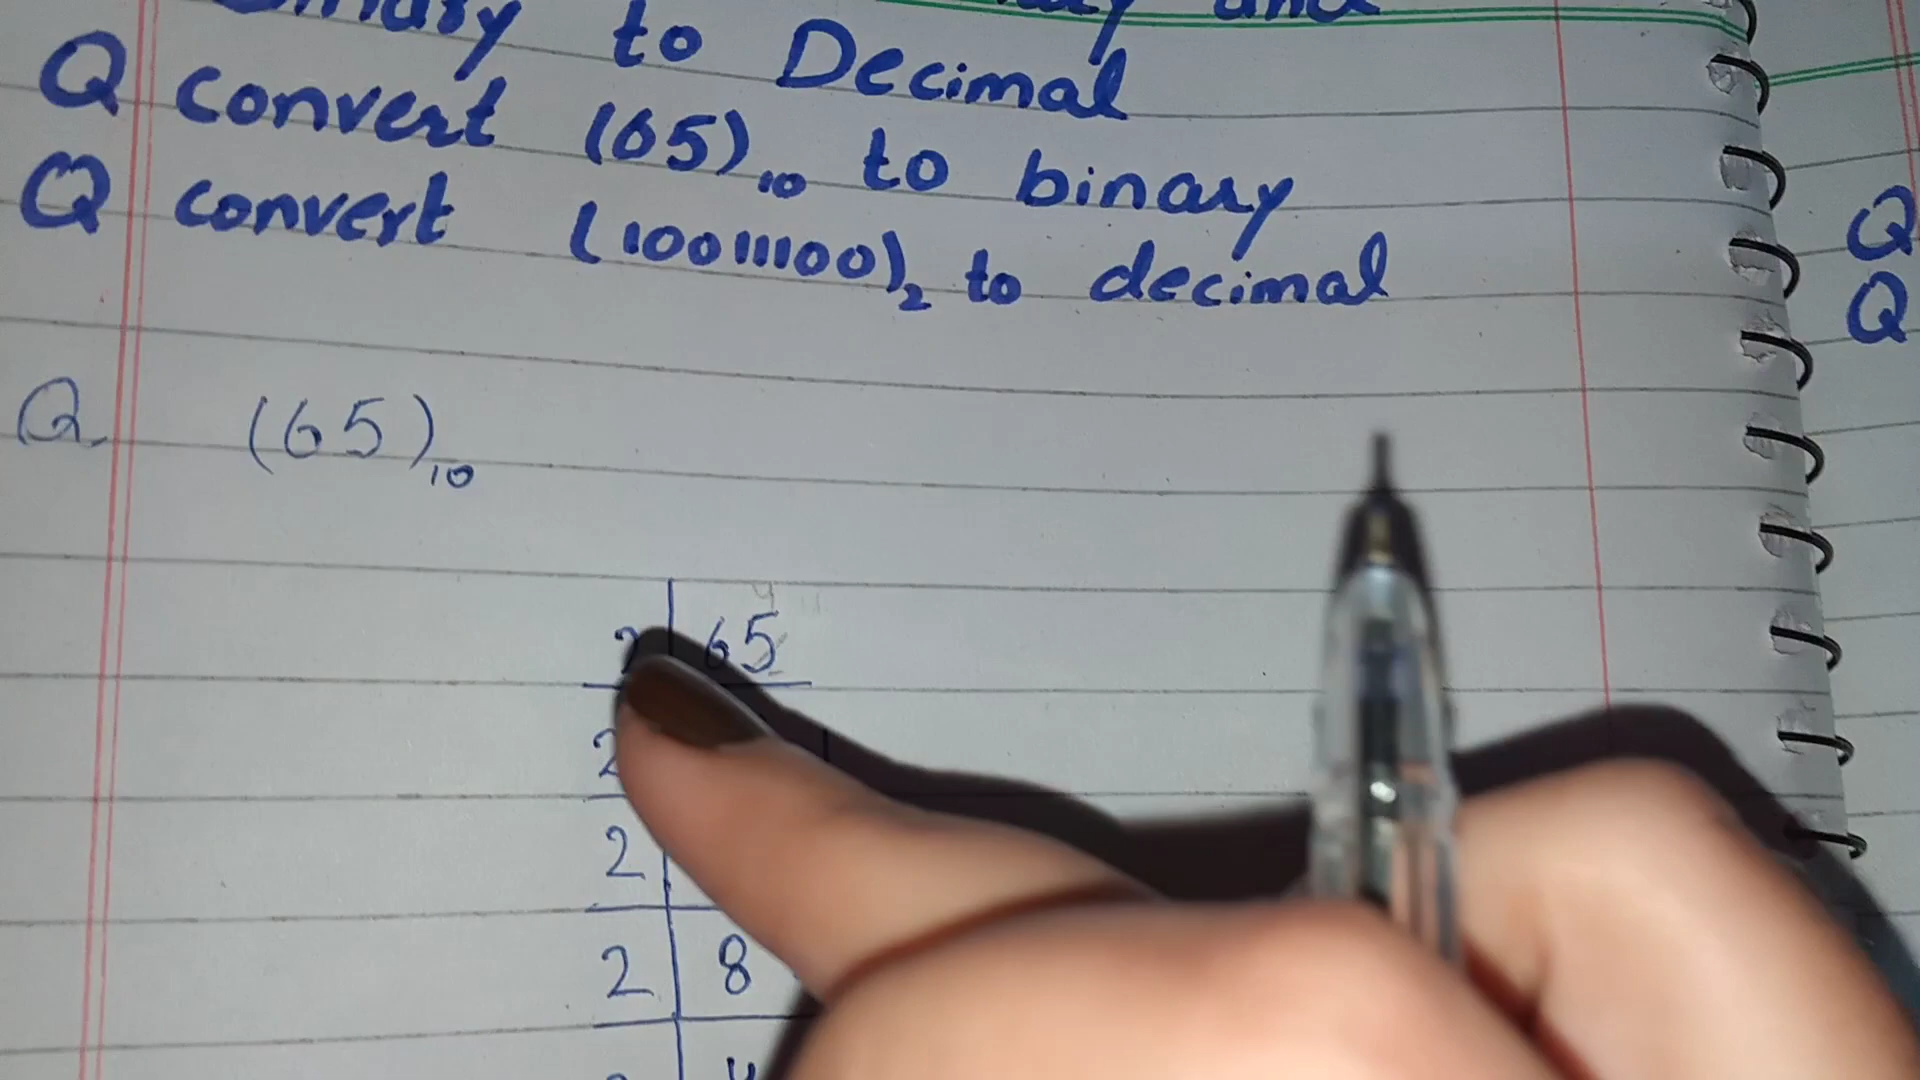 to Decimal
Q convert (65)10 to binary
Q convert (10011100)2 to decimal
Q
Q
Q (65)10
2 65
2
2
2 8